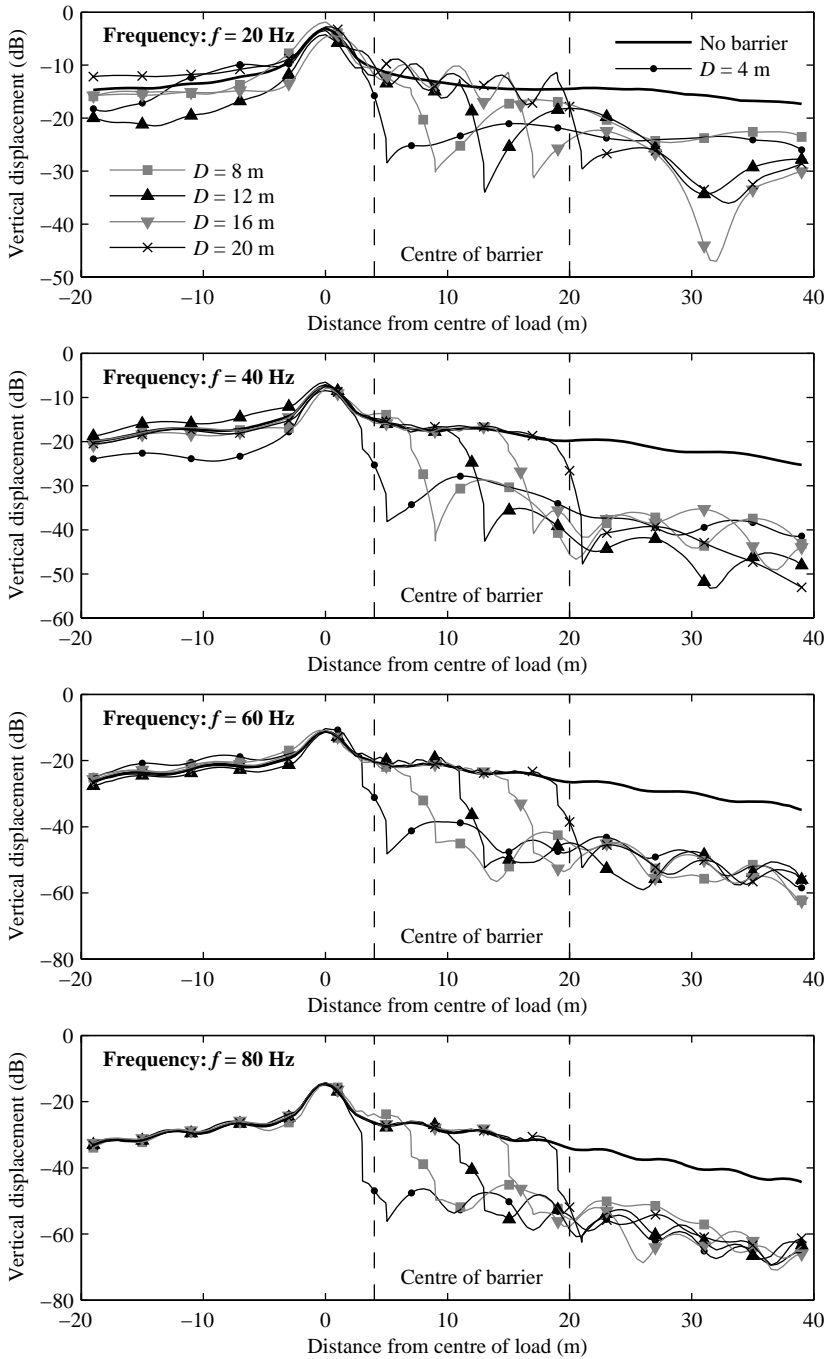 Frequency: f = 20 Hz
No barrier
D = 4 m
D = 8 m
D = 12 m
D = 16 m
D = 20 m
Centre of barrier
Vertical displacement (dB)
0
−10
−20
−30
−40
−50
−20
−10
0
10
20
30
40
Distance from centre of load (m)
Frequency: f = 40 Hz
Centre of barrier
Vertical displacement (dB)
0
−10
−20
−30
−40
−50
−60
−20
−10
0
10
20
30
40
Distance from centre of load (m)
Frequency: f = 60 Hz
Centre of barrier
Vertical displacement (dB)
0
−20
−40
−60
−80
−20
−10
0
10
20
30
40
Distance from centre of load (m)
Frequency: f = 80 Hz
Centre of barrier
Vertical displacement (dB)
0
−20
−40
−60
−80
−20
−10
0
10
20
30
40
Distance from centre of load (m)